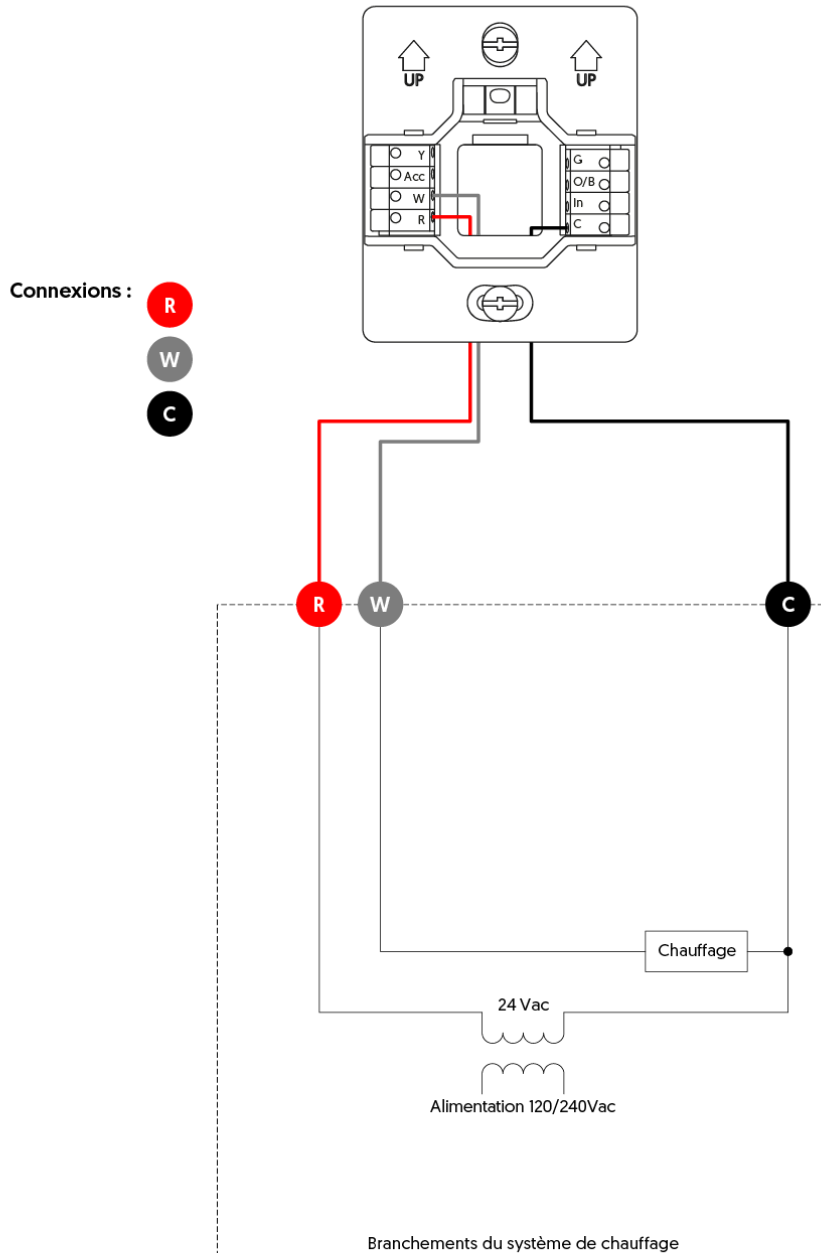 UP
UP
Y
G
Acc
O/B
W
In
R
C
Connexions :
R
W
C
R
W
C
Chauffage
24 Vac
Alimentation 120/240Vac
Branchements du système de chauffage